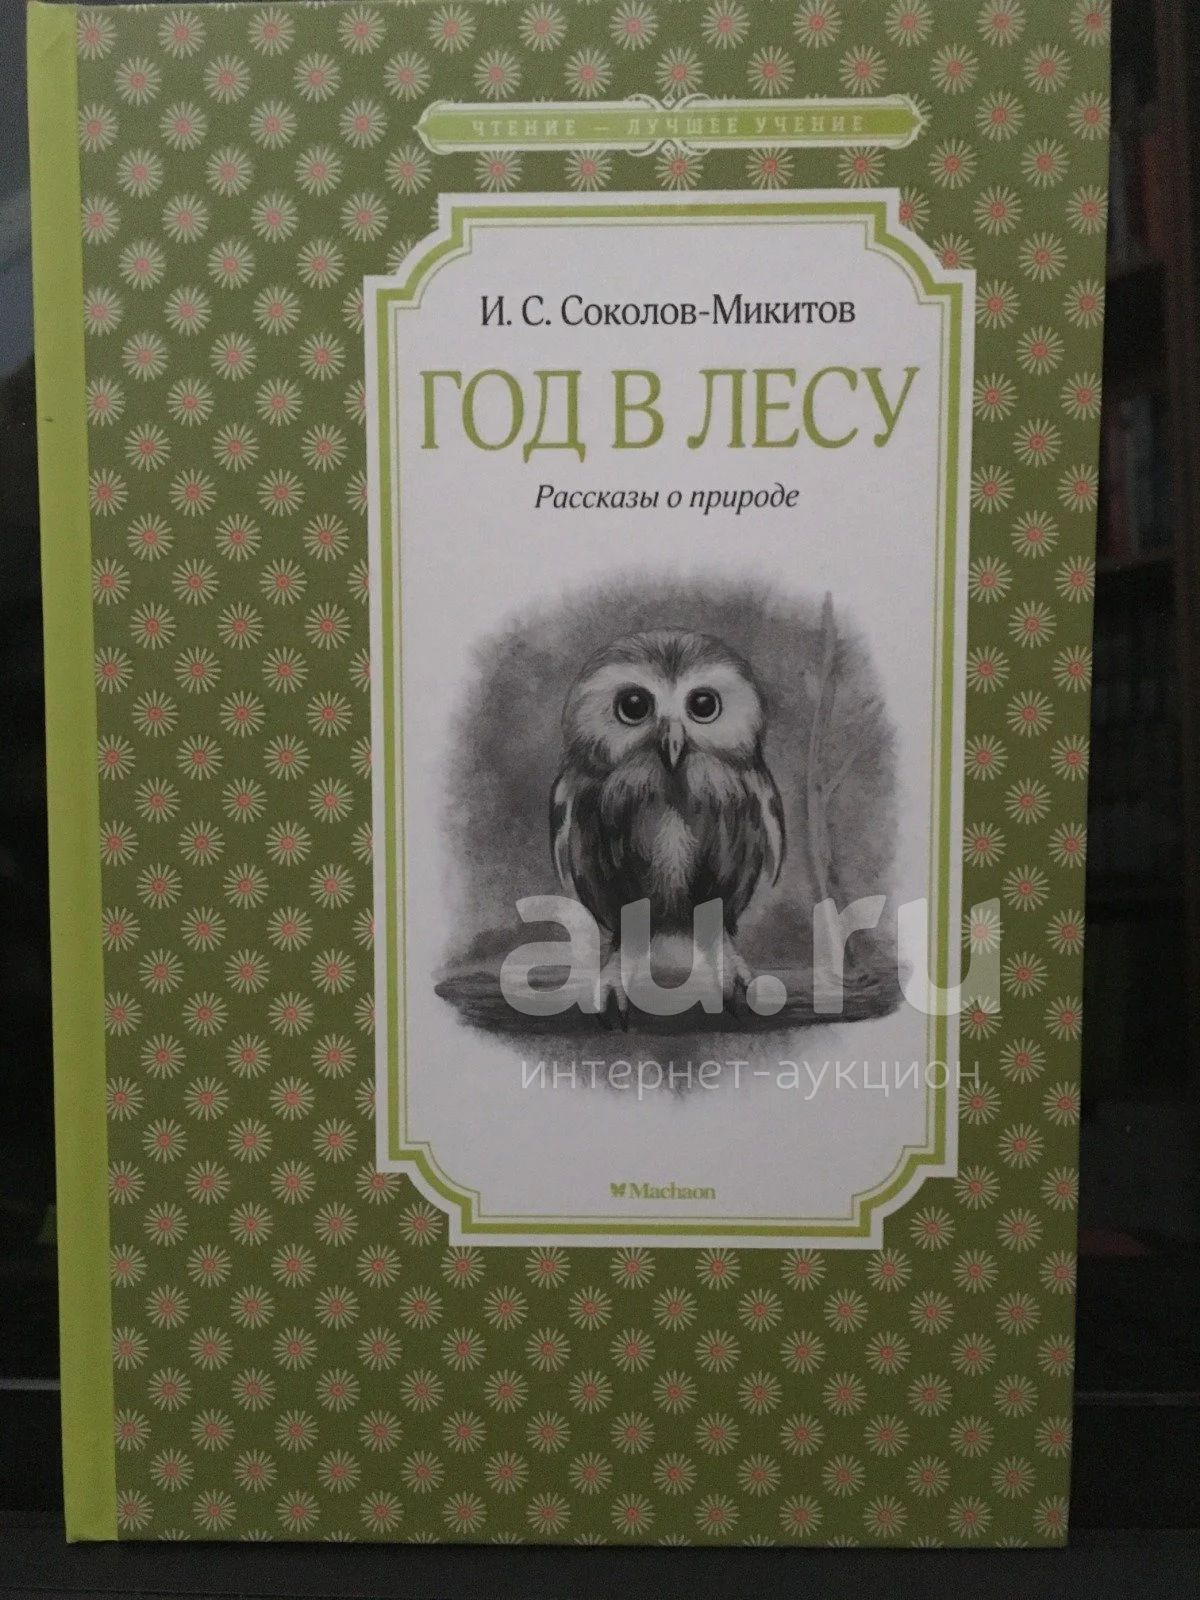 ЧТЕНИЕ – ЛУЧШЕЕ УЧЕНИЕ
И. С. Соколов-Микитов
ГОД В ЛЕСУ
Рассказы о природе
au.ru
интернет-аукцион
Machaon